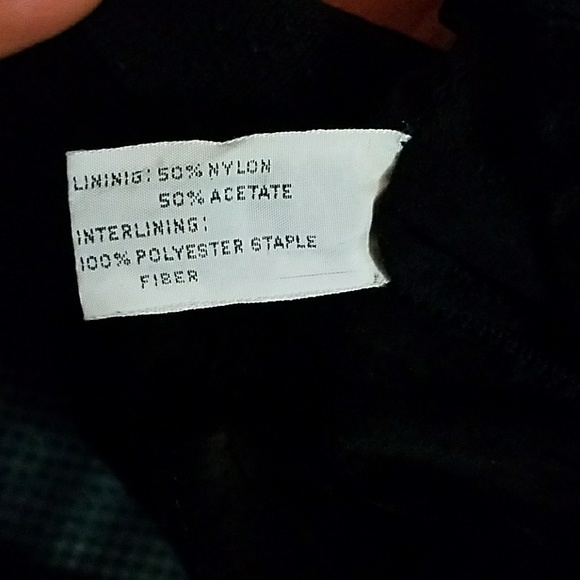 LININIG: 50% NYLON
50% ACETATE
INTERLINING:
100% POLYESTER STAPLE
FIBER